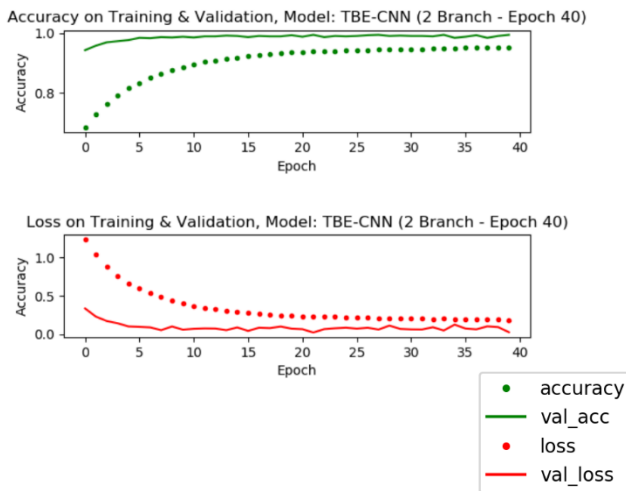 Accuracy on Training & Validation, Model: TBE-CNN (2 Branch - Epoch 40)
1.0
0.8
Accuracy
0 5 10 15 20 25 30 35 40
Epoch
Loss on Training & Validation, Model: TBE-CNN (2 Branch - Epoch 40)
1.0
0.5
0.0
Accuracy
0 5 10 15 20 25 30 35 40
Epoch
accuracy
val_acc
loss
val_loss